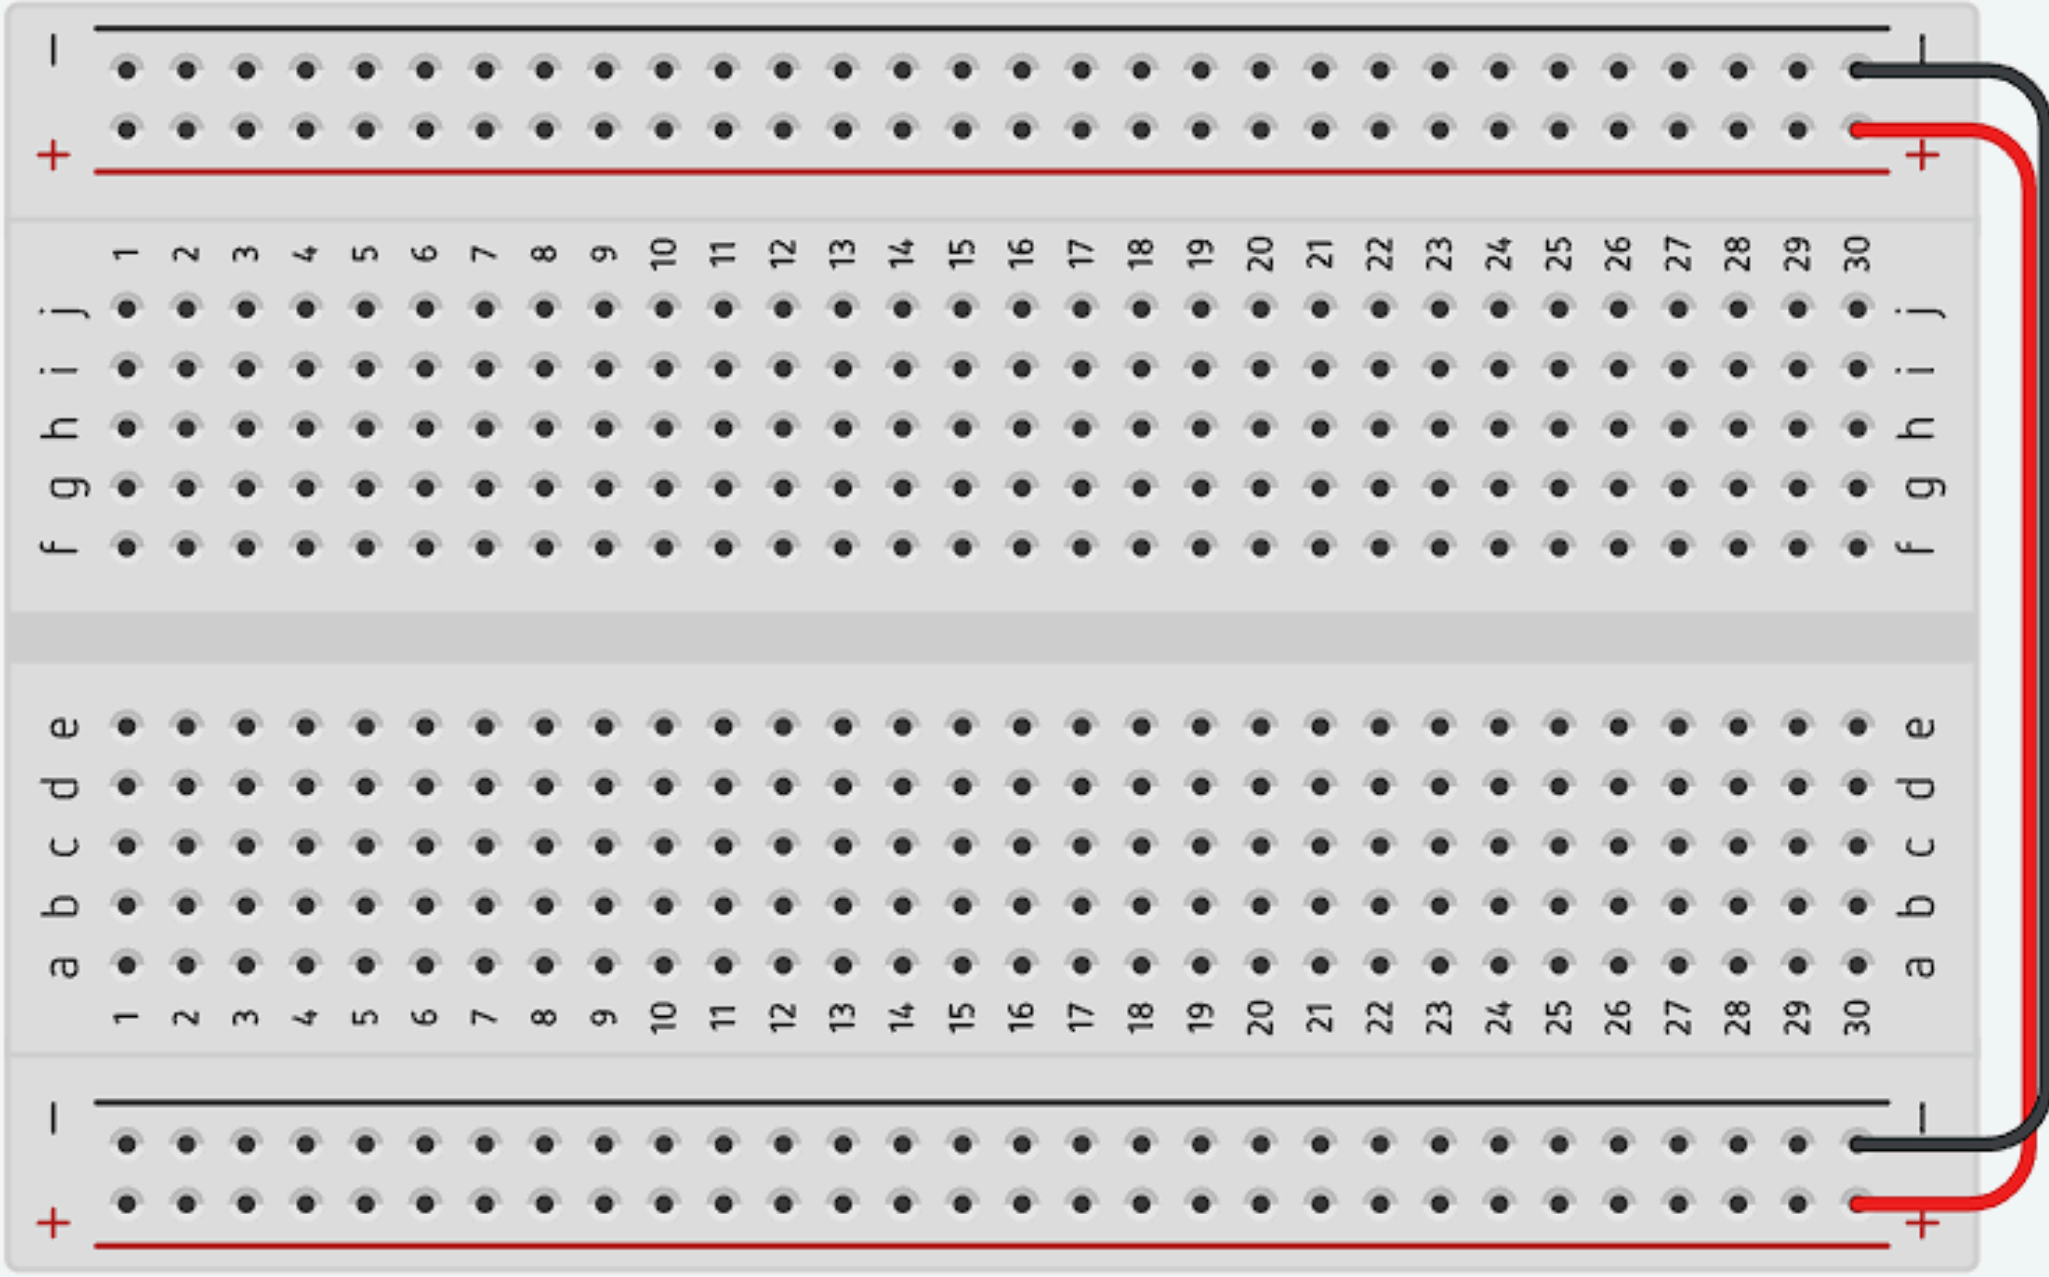 − −
+ +
1 2 3 4 5 6 7 8 9 10 11 12 13 14 15 16 17 18 19 20 21 22 23 24 25 26 27 28 29 30
j j
i i
h h
g g
f f
e e
d d
c c
b b
a a
1 2 3 4 5 6 7 8 9 10 11 12 13 14 15 16 17 18 19 20 21 22 23 24 25 26 27 28 29 30
− −
+ +